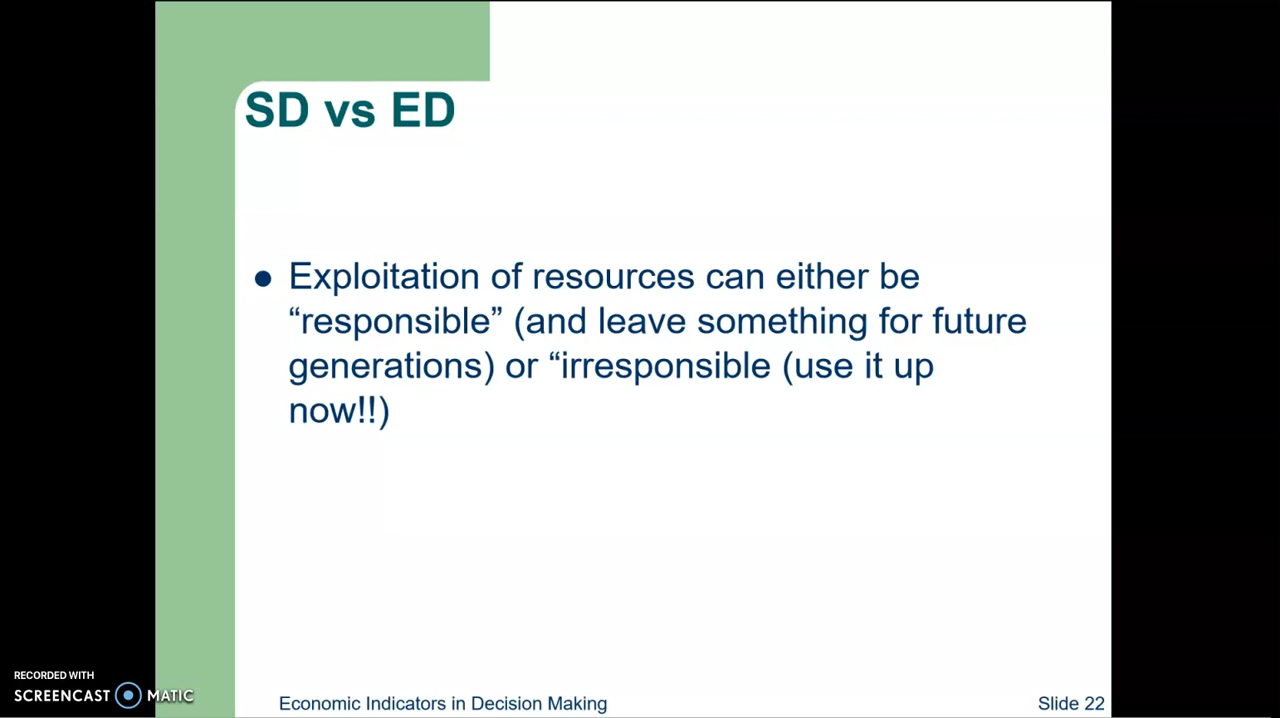 SD vs ED
● Exploitation of resources can either be
“responsible” (and leave something for future
generations) or “irresponsible (use it up
now!!)
RECORDED WITH
SCREENCAST MATIC
Economic Indicators in Decision Making
Slide 22